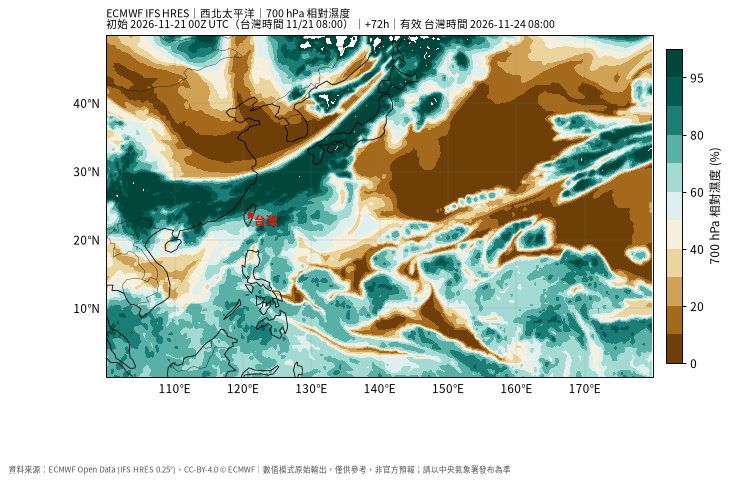 ECMWF IFS HRES｜西北太平洋｜700 hPa 相對濕度
初始 2026-11-21 00Z UTC（台灣時間 11/21 08:00）｜+72h｜有效 台灣時間 2026-11-24 08:00
40°N
30°N
20°N
10°N
110°E 120°E 130°E 140°E 150°E 160°E 170°E
台灣
95
80
60
40
20
0
700 hPa 相對濕度 (%)
資料來源：ECMWF Open Data (IFS HRES 0.25°)，CC-BY-4.0 © ECMWF｜數值模式原始輸出，僅供參考，非官方預報；請以中央氣象署發布為準